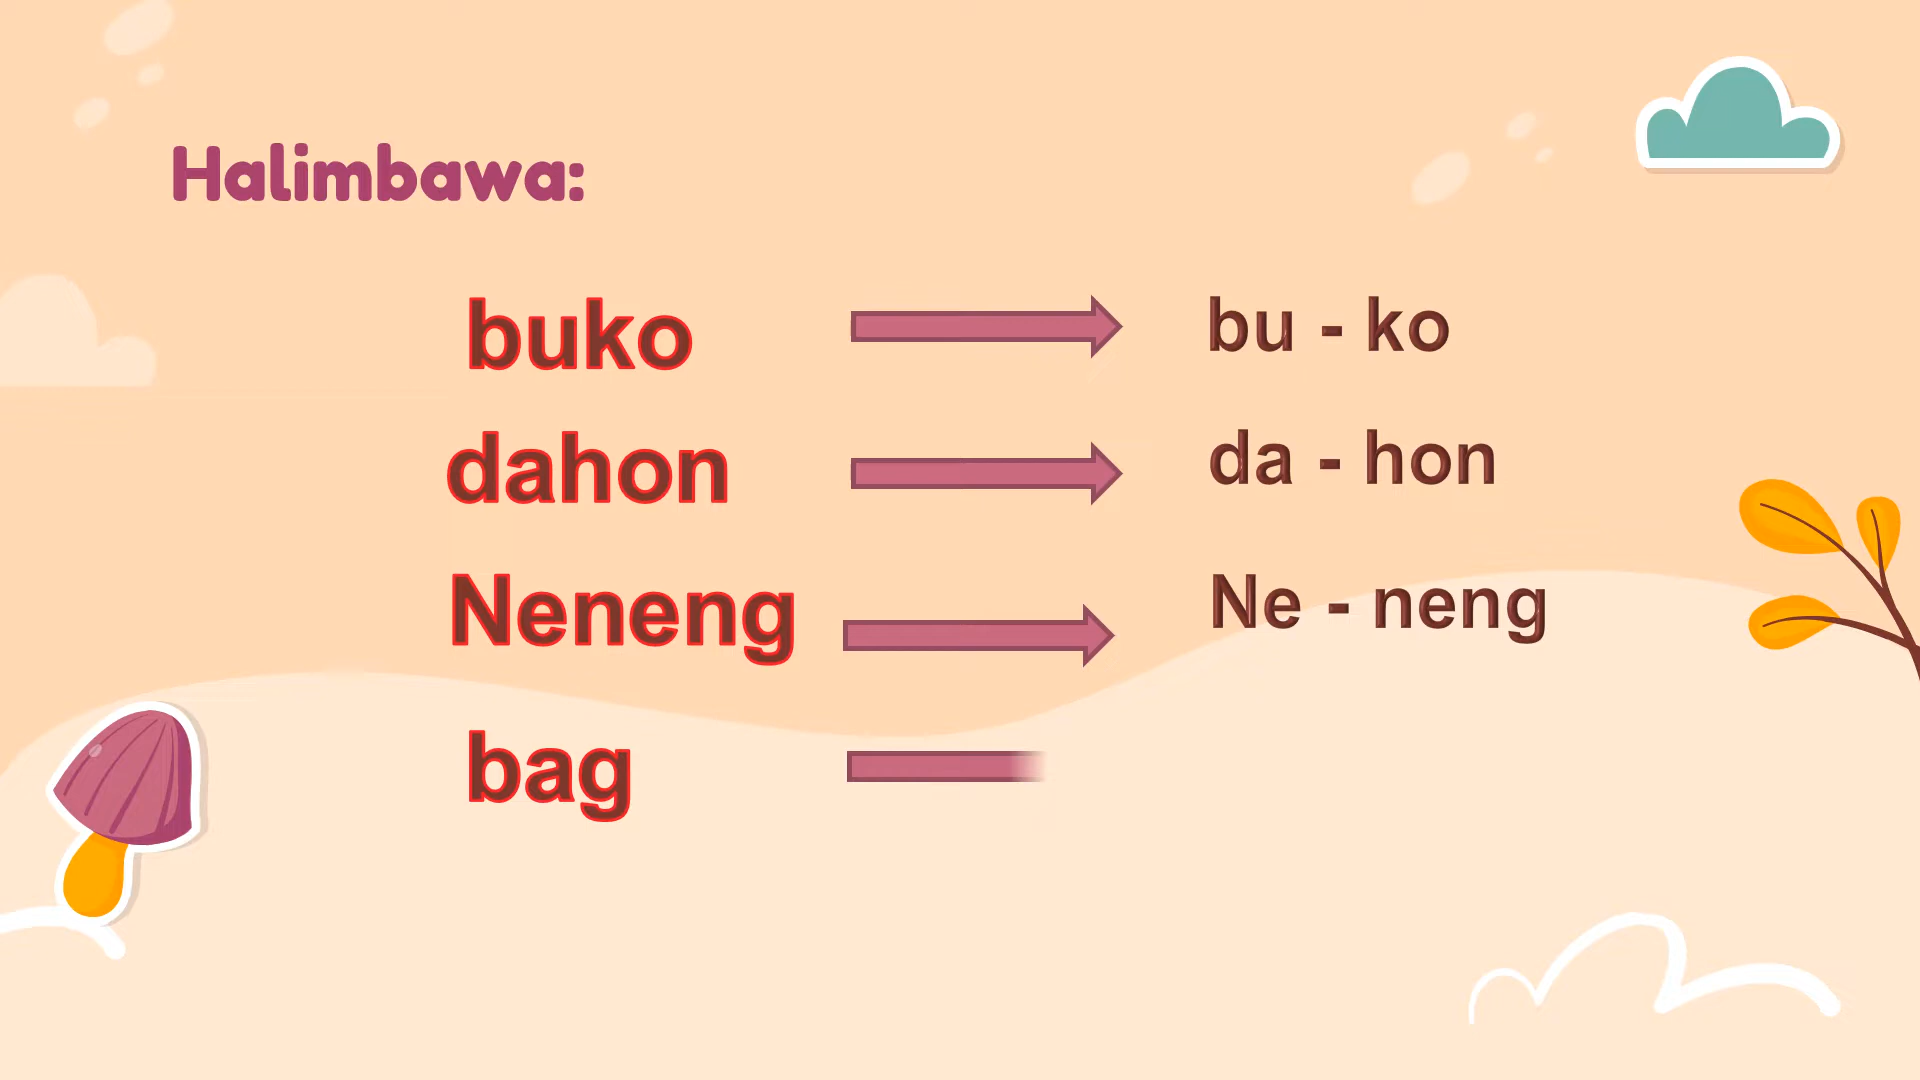 Halimbawa:
buko bu - ko
dahon da - hon
Neneng Ne - neng
bag